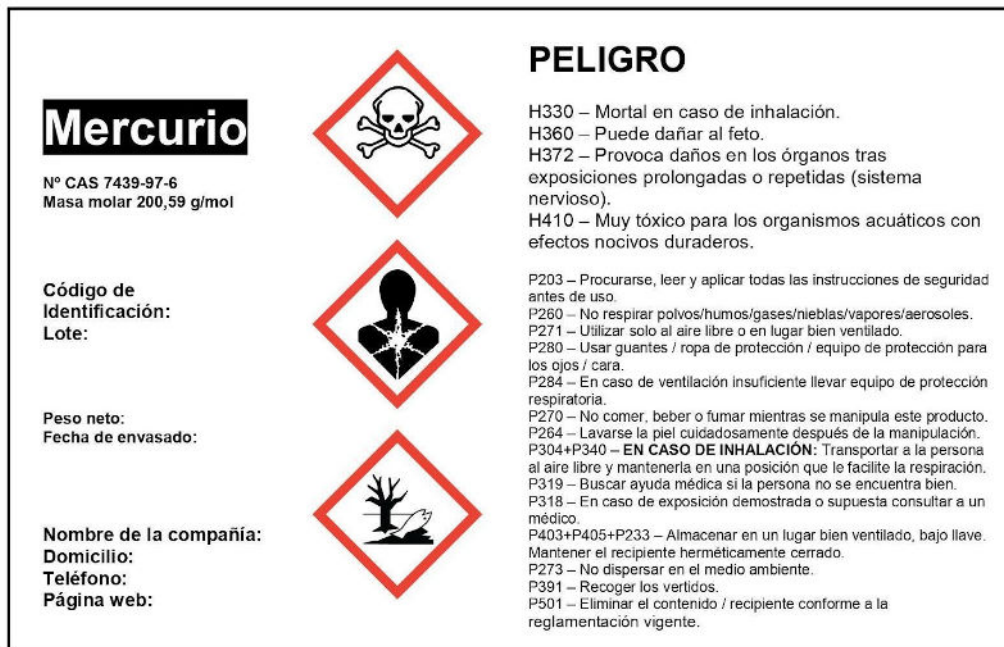 Mercurio
Nº CAS 7439-97-6
Masa molar 200,59 g/mol
Código de
Identificación:
Lote:
Peso neto:
Fecha de envasado:
Nombre de la compañía:
Domicilio:
Teléfono:
Página web:
PELIGRO
H330 – Mortal en caso de inhalación.
H360 – Puede dañar al feto.
H372 – Provoca daños en los órganos tras
exposiciones prolongadas o repetidas (sistema
nervioso).
H410 – Muy tóxico para los organismos acuáticos con
efectos nocivos duraderos.
P203 – Procurarse, leer y aplicar todas las instrucciones de seguridad
antes de uso.
P260 – No respirar polvos/humos/gases/nieblas/vapores/aerosoles.
P271 – Utilizar solo al aire libre o en lugar bien ventilado.
P280 – Usar guantes / ropa de protección / equipo de protección para
los ojos / cara.
P284 – En caso de ventilación insuficiente llevar equipo de protección
respiratoria.
P270 – No comer, beber o fumar mientras se manipula este producto.
P264 – Lavarse la piel cuidadosamente después de la manipulación.
P304+P340 – EN CASO DE INHALACIÓN: Transportar a la persona
al aire libre y mantenerla en una posición que le facilite la respiración.
P319 – Buscar ayuda médica si la persona no se encuentra bien.
P318 – En caso de exposición demostrada o supuesta consultar a un
médico.
P403+P405+P233 – Almacenar en un lugar bien ventilado, bajo llave.
Mantener el recipiente herméticamente cerrado.
P273 – No dispersar en el medio ambiente.
P391 – Recoger los vertidos.
P501 – Eliminar el contenido / recipiente conforme a la
reglamentación vigente.